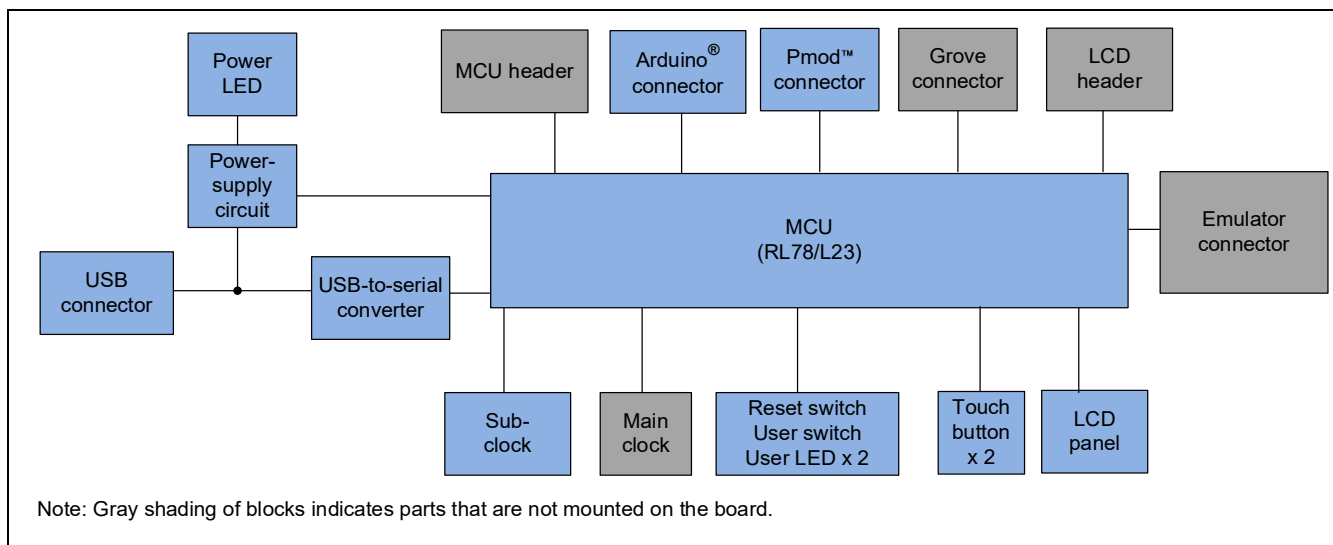 Power
LED
MCU header
Arduino®
connector
Pmod™
connector
Grove
connector
LCD
header
Power-
supply
circuit
MCU
(RL78/L23)
Emulator
connector
USB
connector
USB-to-serial
converter
Sub-
clock
Main
clock
Reset switch
User switch
User LED x 2
Touch
button
x 2
LCD
panel
Note: Gray shading of blocks indicates parts that are not mounted on the board.